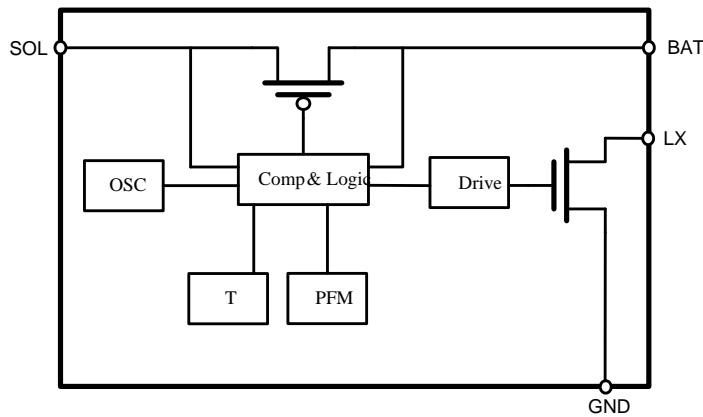 SOL
BAT
LX
OSC
Comp & Logic
Drive
T
PFM
GND